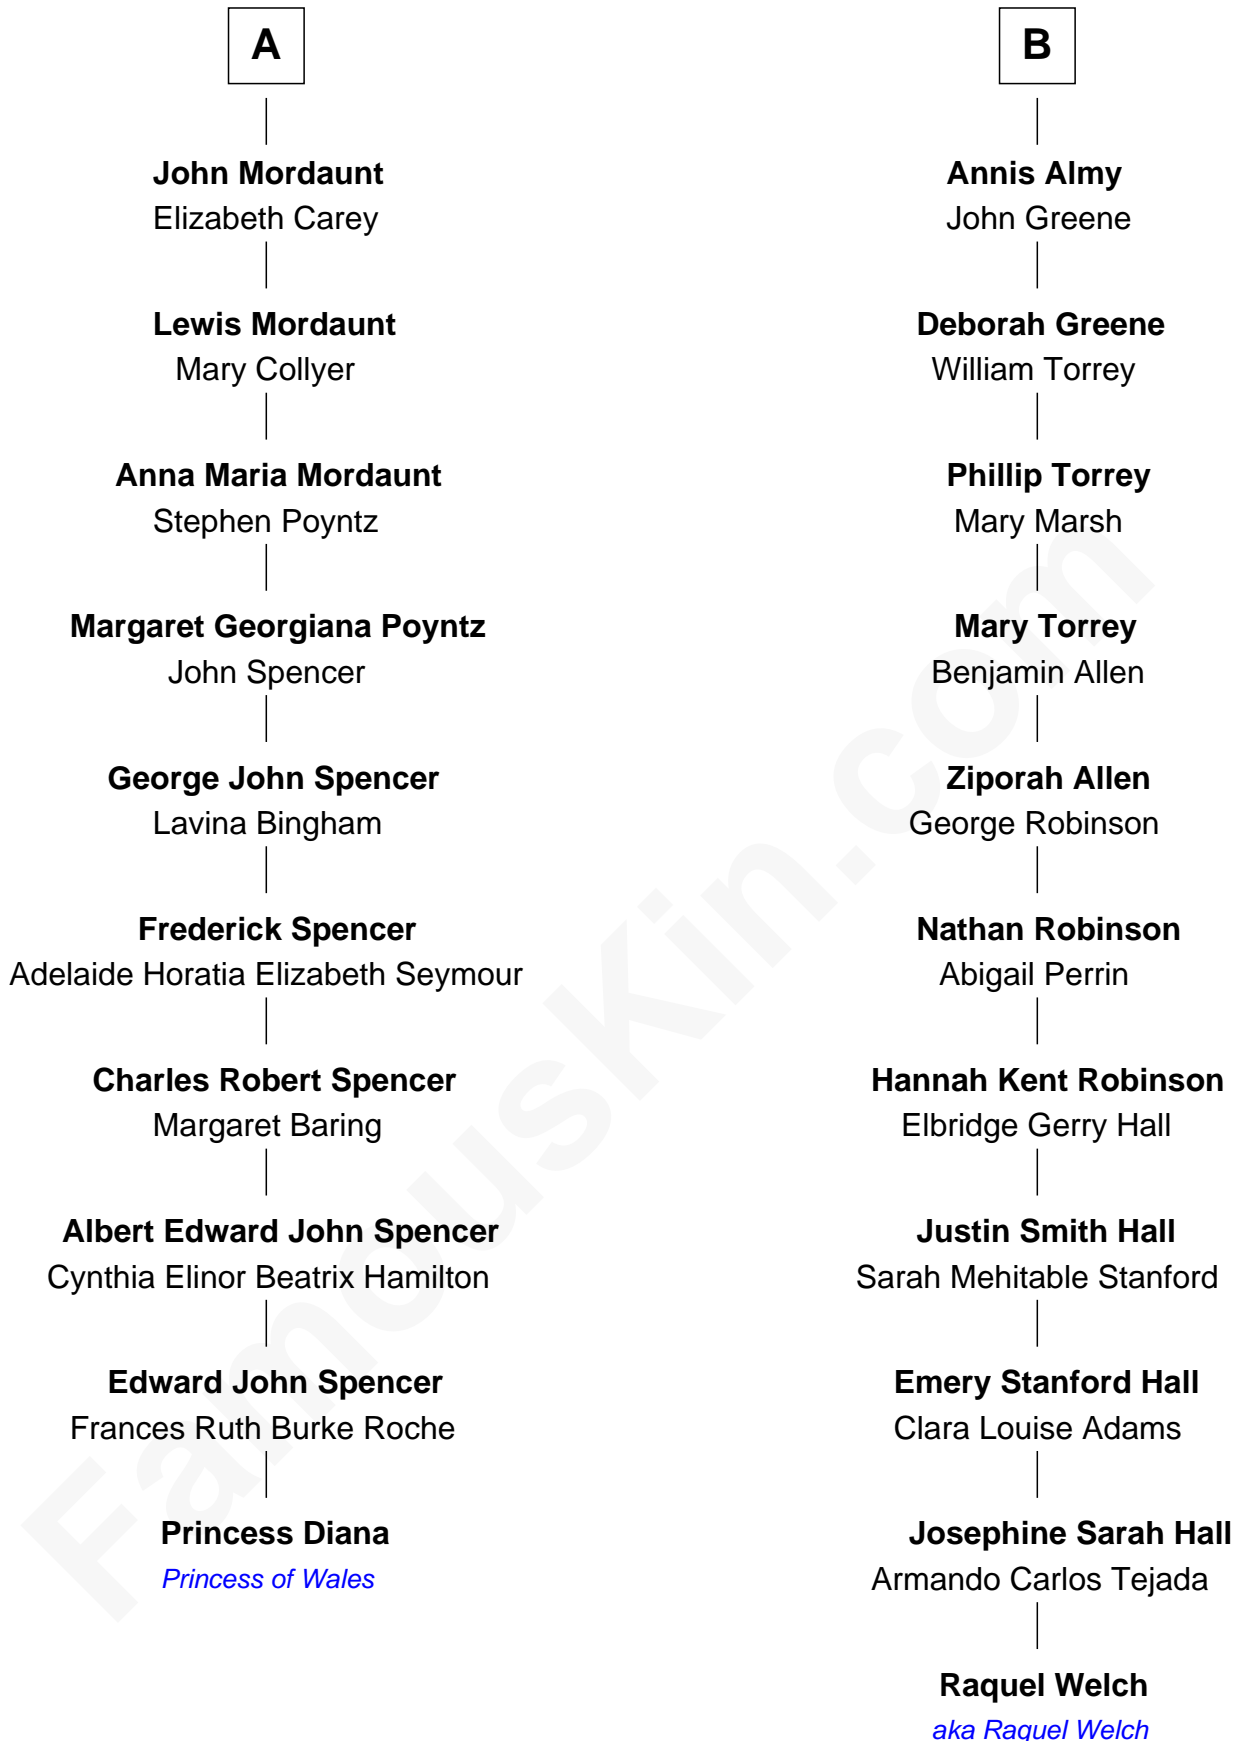 A
John Mordaunt
Elizabeth Carey
Lewis Mordaunt
Mary Collyer
Anna Maria Mordaunt
Stephen Poyntz
Margaret Georgiana Poyntz
John Spencer
George John Spencer
Lavina Bingham
Frederick Spencer
Adelaide Horatia Elizabeth Seymour
Charles Robert Spencer
Margaret Baring
Albert Edward John Spencer
Cynthia Elinor Beatrix Hamilton
Edward John Spencer
Frances Ruth Burke Roche
Princess Diana
Princess of Wales
B
Annis Almy
John Greene
Deborah Greene
William Torrey
Phillip Torrey
Mary Marsh
Mary Torrey
Benjamin Allen
Ziporah Allen
George Robinson
Nathan Robinson
Abigail Perrin
Hannah Kent Robinson
Elbridge Gerry Hall
Justin Smith Hall
Sarah Mehitable Stanford
Emery Stanford Hall
Clara Louise Adams
Josephine Sarah Hall
Armando Carlos Tejada
Raquel Welch
aka Raquel Welch
FamousKin.com